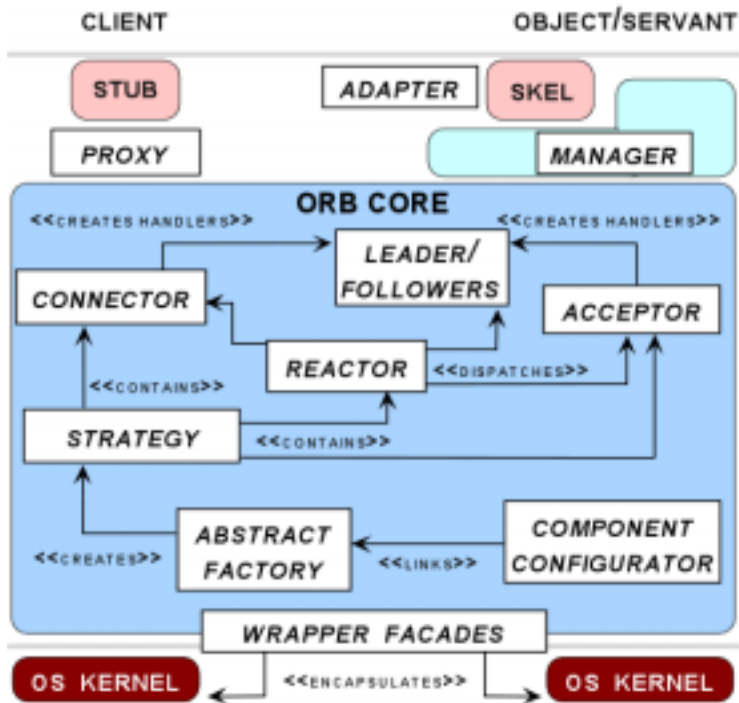 CLIENT
OBJECT/SERVANT
STUB
ADAPTER
SKEL
PROXY
MANAGER
ORB CORE
<<CREATES HANDLERS>>
<<CREATES HANDLERS>>
LEADER/
FOLLOWERS
CONNECTOR
ACCEPTOR
REACTOR
<<DISPATCHES>>
<<CONTAINS>>
STRATEGY
<<CONTAINS>>
ABSTRACT
FACTORY
COMPONENT
CONFIGURATOR
<<CREATES>>
<<LINKS>>
WRAPPER FACADES
OS KERNEL
<<ENCAPSULATES>>
OS KERNEL